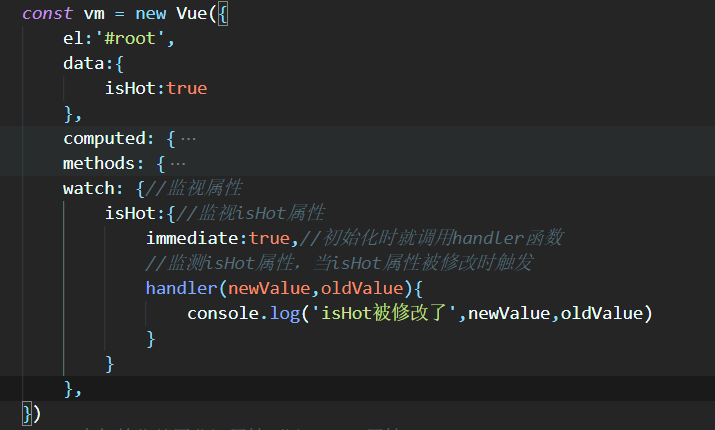 const vm = new Vue({
el:'#root',
data:{
isHot:true
},
computed: {…
methods: {…
watch: {//监视属性
isHot:{//监视isHot属性
immediate:true,//初始化时就调用handler函数
//监测isHot属性，当isHot属性被修改时触发
handler(newValue,oldValue){
console.log('isHot被修改了',newValue,oldValue)
}
}
},
})